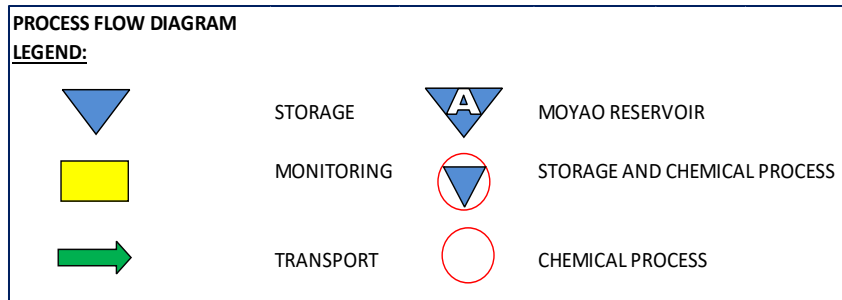 PROCESS FLOW DIAGRAM
LEGEND:
STORAGE
A
MOYAO RESERVOIR
MONITORING
STORAGE AND CHEMICAL PROCESS
TRANSPORT
CHEMICAL PROCESS